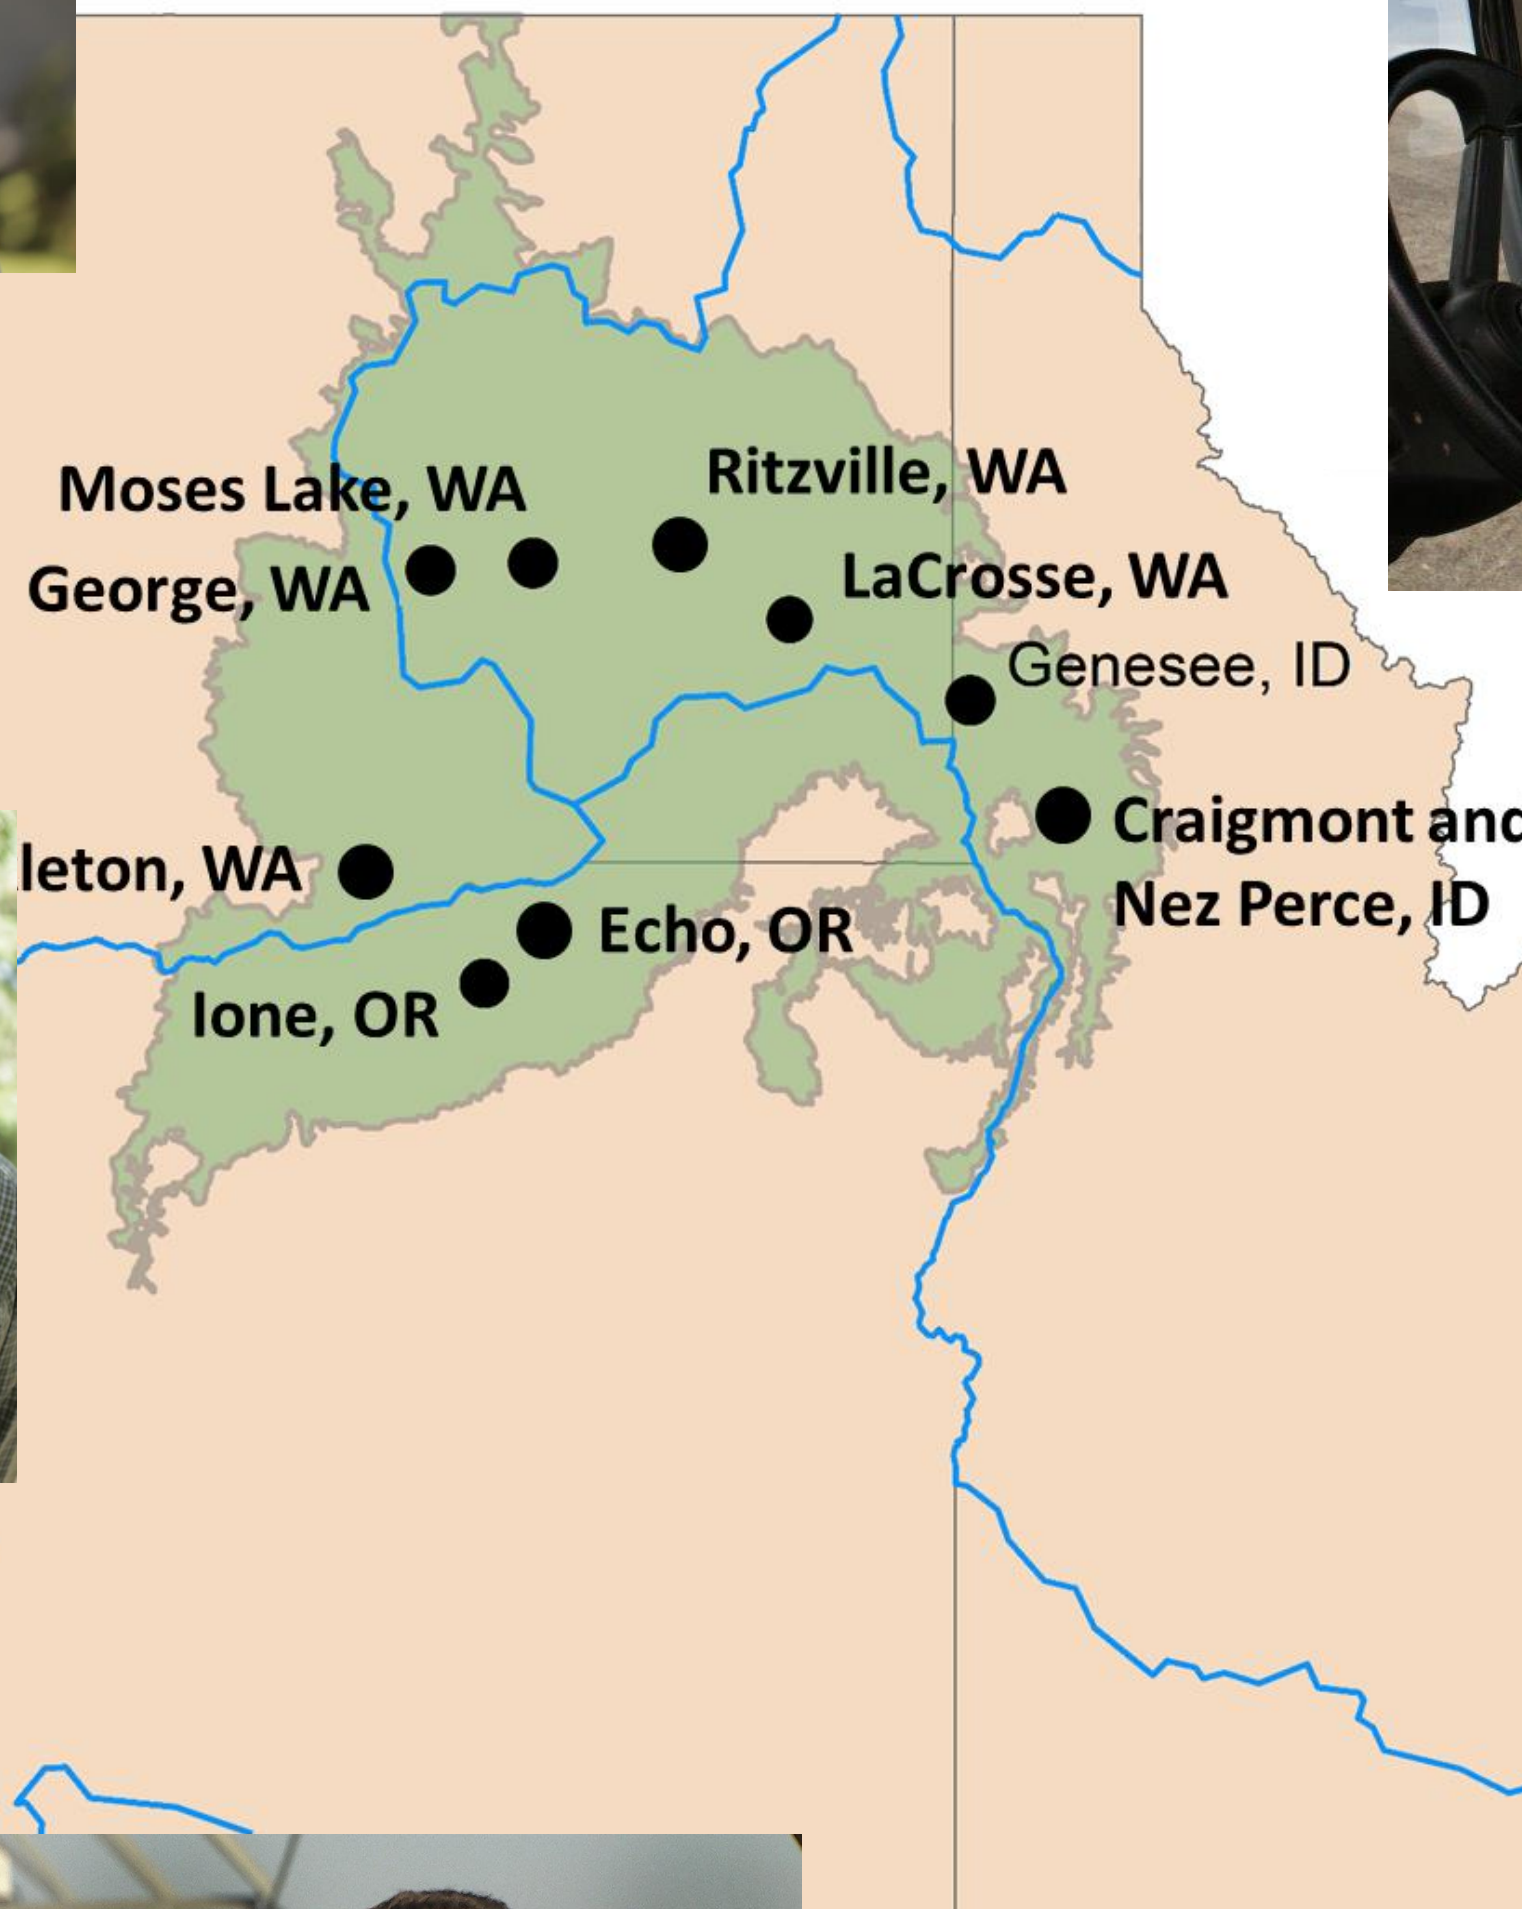 Moses Lake, WA
Ritzville, WA
George, WA
LaCrosse, WA
Genesee, ID
Craigmont and
Nez Perce, ID
leton, WA
Echo, OR
Ione, OR